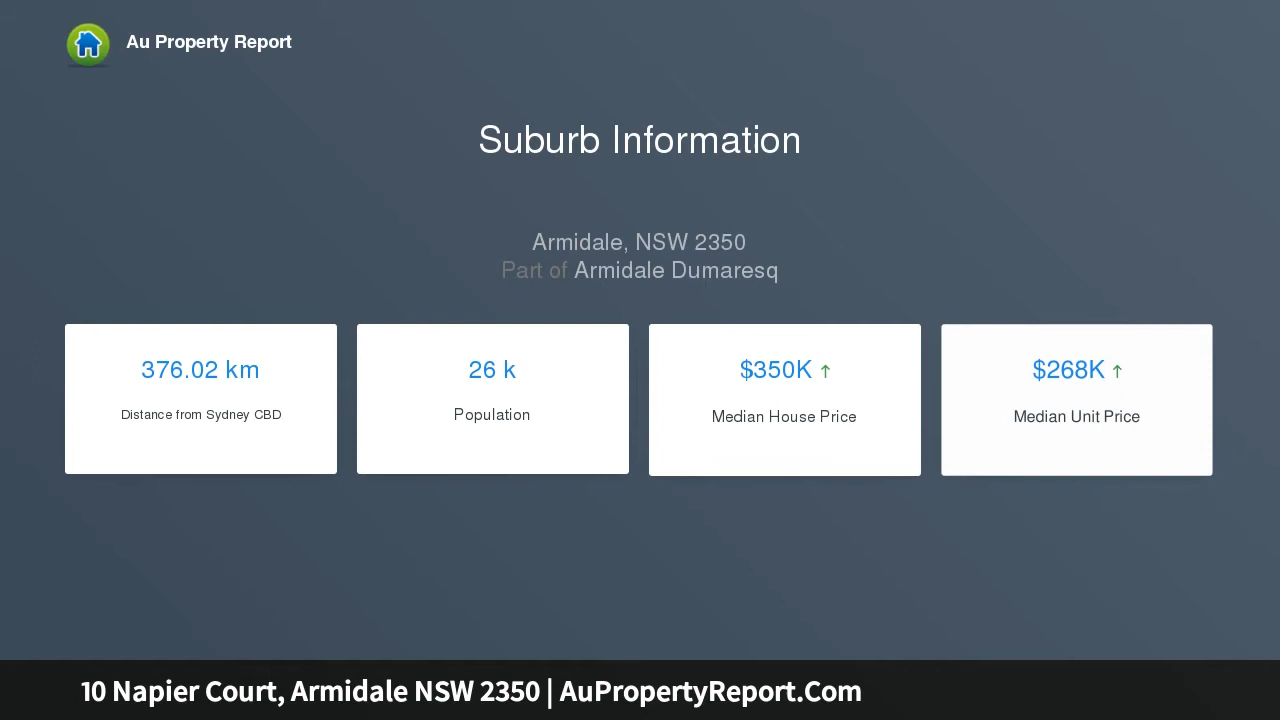 Au Property Report
Suburb Information
Armidale, NSW 2350
Part of Armidale Dumaresq
376.02 km
Distance from Sydney CBD
26 k
Population
$350K ↑
Median House Price
$268K ↑
Median Unit Price
10 Napier Court, Armidale NSW 2350 | AuPropertyReport.Com